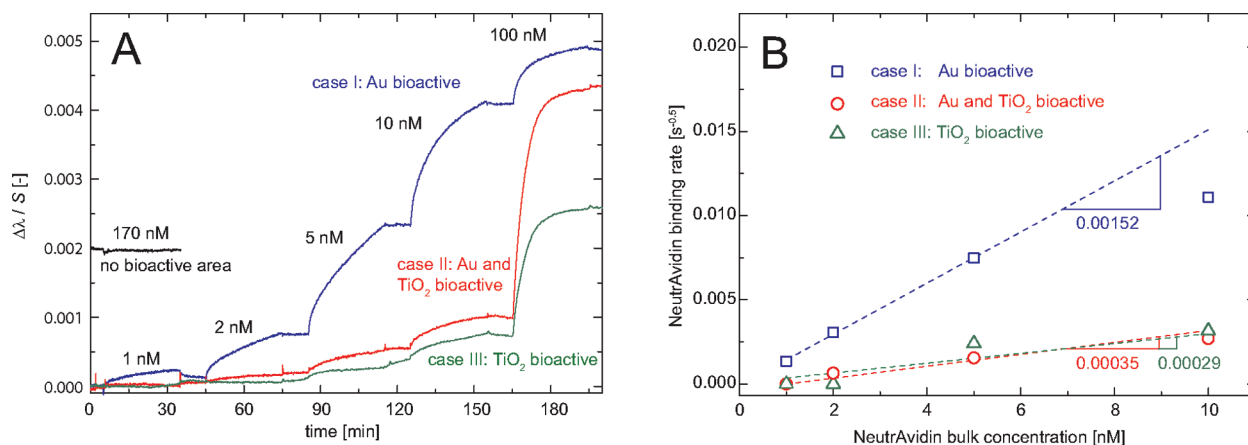 A
100 nM
case I: Au bioactive
10 nM
5 nM
170 nM
no bioactive area
case II: Au and
TiO2 bioactive
2 nM
1 nM
case III: TiO2 bioactive
0.005
0.004
0.003
0.002
0.001
0.000
0 30 60 90 120 150 180
time [min]
Δλ / S [-]
B
case I: Au bioactive
case II: Au and TiO2 bioactive
case III: TiO2 bioactive
0.00152
0.00035
0.00029
0.020
0.015
0.010
0.005
0.000
0 2 4 6 8 10
NeutrAvidin bulk concentration [nM]
NeutrAvidin binding rate [s-0.5]